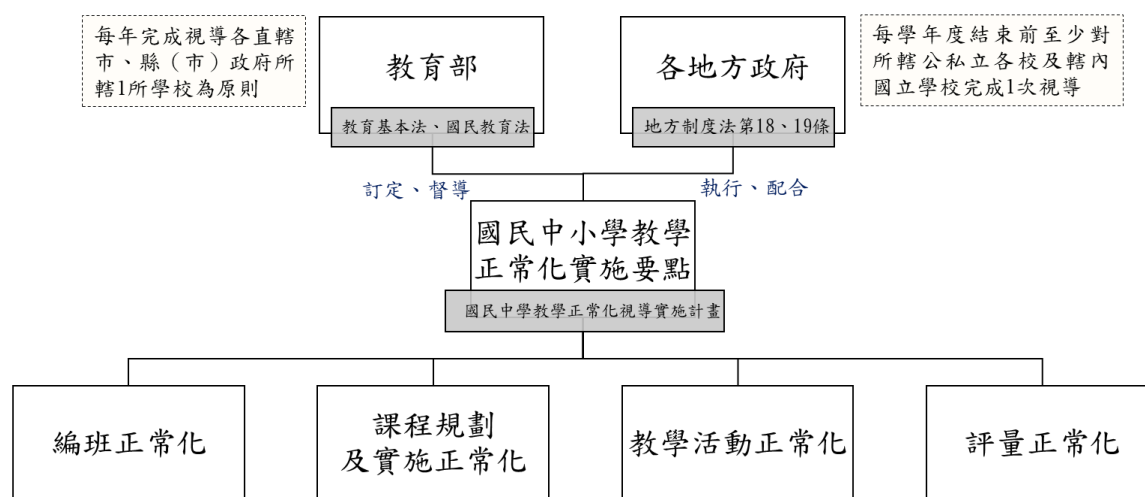 每年完成視導各直轄
市、縣（市）政府所
轄1所學校為原則
教育部
教育基本法、國民教育法
各地方政府
地方制度法第18、19條
每學年度結束前至少對
所轄公私立各校及轄內
國立學校完成1次視導
訂定、督導
執行、配合
國民中小學教學
正常化實施要點
國民中學教學正常化視導實施計畫
編班正常化
課程規劃
及實施正常化
教學活動正常化
評量正常化